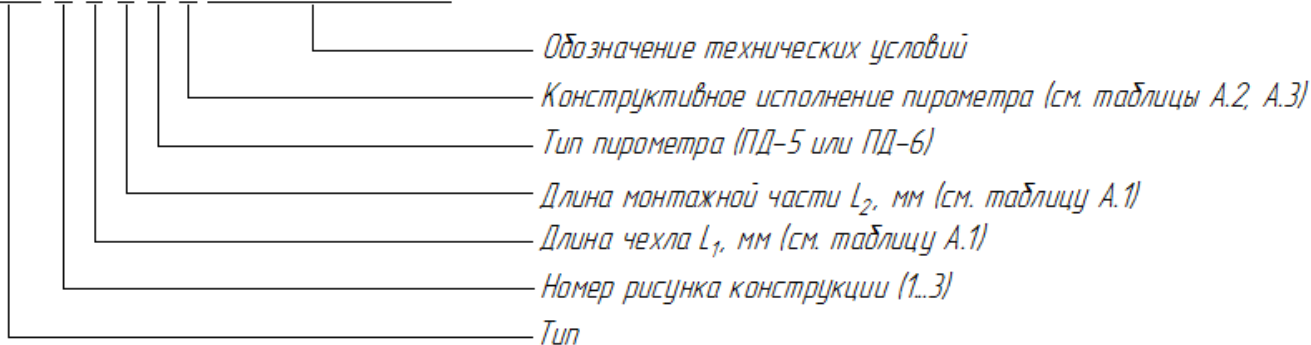 Обозначение технических условий
Конструктивное исполнение пирометра (см. таблицы А.2, А.3)
Тип пирометра (ПД-5 или ПД-6)
Длина монтажной части L₂, мм (см. таблицу А.1)
Длина чехла L₁, мм (см. таблицу А.1)
Номер рисунка конструкции (1...3)
Тип